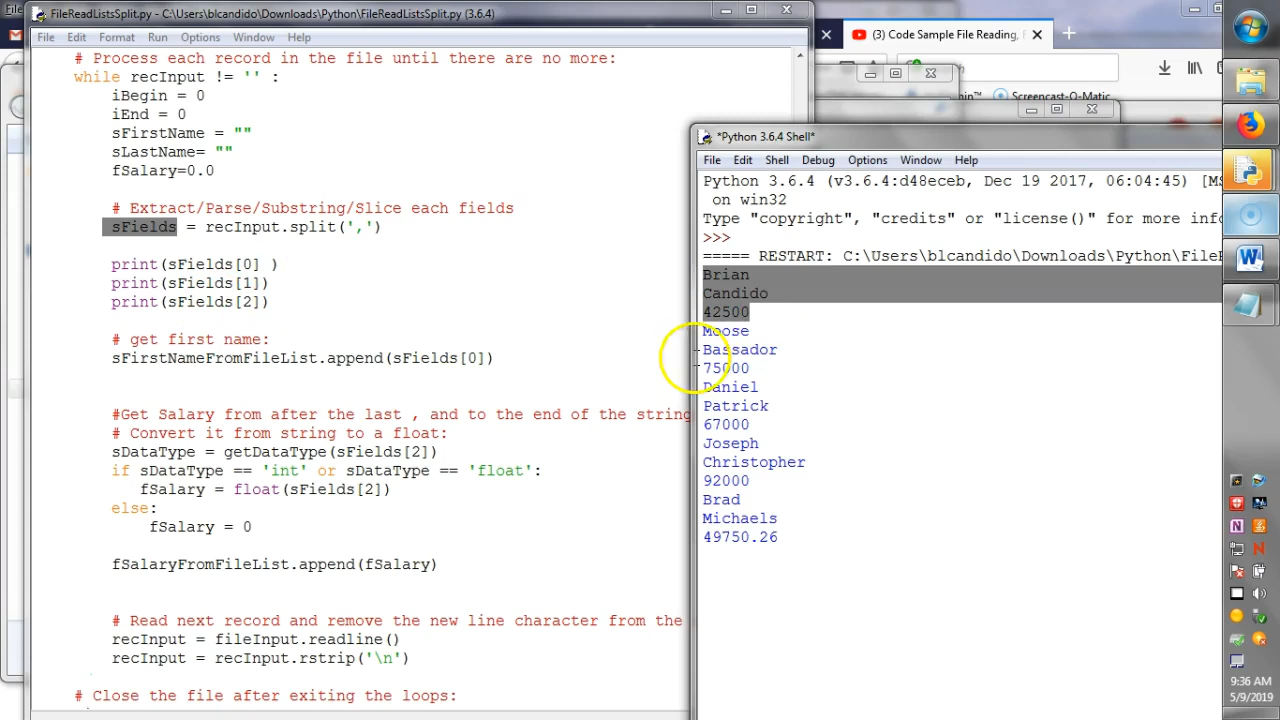 FileReadListsSplit.py - C:\Users\blcandido\Downloads\Python\FileReadListsSplit.py (3.6.4)
File Edit Format Run Options Window Help
# Process each record in the file until there are no more:
while recInput != '' :
iBegin = 0
iEnd = 0
sFirstName = ""
sLastName= ""
fSalary=0.0
# Extract/Parse/Substring/Slice each fields
sFields = recInput.split(',')
print(sFields[0] )
print(sFields[1])
print(sFields[2])
# get first name:
sFirstNameFromFileList.append(sFields[0])
#Get Salary from after the last , and to the end of the string
# Convert it from string to a float:
sDataType = getDataType(sFields[2])
if sDataType == 'int' or sDataType == 'float':
fSalary = float(sFields[2])
else:
fSalary = 0
fSalaryFromFileList.append(fSalary)
# Read next record and remove the new line character from the
recInput = fileInput.readline()
recInput = recInput.rstrip('\n')
# Close the file after exiting the loops:
(3) Code Sample File Reading,
Screencast-O-Matic
*Python 3.6.4 Shell*
File Edit Shell Debug Options Window Help
Python 3.6.4 (v3.6.4:d48eceb, Dec 19 2017, 06:04:45) [MS
on win32
Type "copyright", "credits" or "license()" for more info
>>>
===== RESTART: C:\Users\blcandido\Downloads\Python\FileR
Brian
Candido
42500
Moose
Bassador
75000
Daniel
Patrick
67000
Joseph
Christopher
92000
Brad
Michaels
49750.26
9:36 AM
5/9/2019